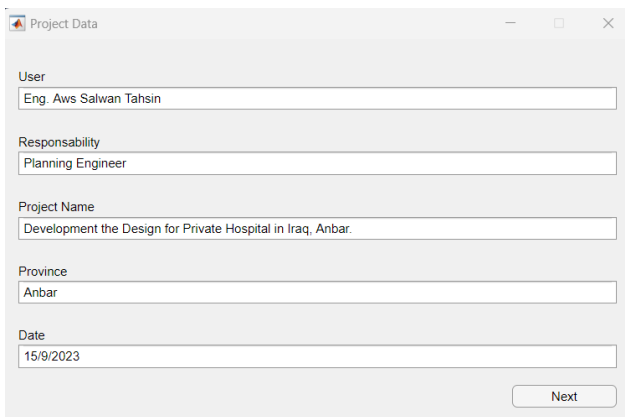 Project Data
User
Eng. Aws Salwan Tahsin
Responsability
Planning Engineer
Project Name
Development the Design for Private Hospital in Iraq, Anbar.
Province
Anbar
Date
15/9/2023
Next